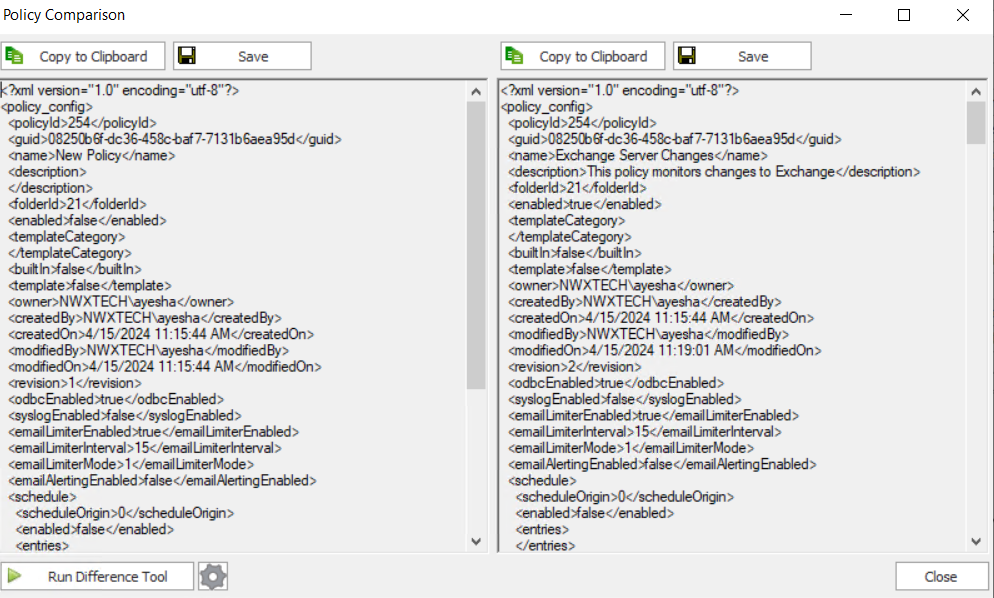 Policy Comparison
Copy to Clipboard
Save
<?xml version="1.0" encoding="utf-8"?>
<policy_config>
<policyId>254</policyId>
<guid>08250b6f-dc36-458c-baf7-7131b6aea95d</guid>
<name>New Policy</name>
<description>
</description>
<folderId>21</folderId>
<enabled>false</enabled>
<templateCategory>
</templateCategory>
<builtIn>false</builtIn>
<template>false</template>
<owner>NWXTECH\ayesha</owner>
<createdBy>NWXTECH\ayesha</createdBy>
<createdOn>4/15/2024 11:15:44 AM</createdOn>
<modifiedBy>NWXTECH\ayesha</modifiedBy>
<modifiedOn>4/15/2024 11:15:44 AM</modifiedOn>
<revision>1</revision>
<odbcEnabled>true</odbcEnabled>
<syslogEnabled>false</syslogEnabled>
<emailLimiterEnabled>true</emailLimiterEnabled>
<emailLimiterInterval>15</emailLimiterInterval>
<emailLimiterMode>1</emailLimiterMode>
<emailAlertingEnabled>false</emailAlertingEnabled>
<schedule>
<scheduleOrigin>0</scheduleOrigin>
<enabled>false</enabled>
<entries>
Copy to Clipboard
Save
<?xml version="1.0" encoding="utf-8"?>
<policy_config>
<policyId>254</policyId>
<guid>08250b6f-dc36-458c-baf7-7131b6aea95d</guid>
<name>Exchange Server Changes</name>
<description>This policy monitors changes to Exchange</description>
<folderId>21</folderId>
<enabled>true</enabled>
<templateCategory>
</templateCategory>
<builtIn>false</builtIn>
<template>false</template>
<owner>NWXTECH\ayesha</owner>
<createdBy>NWXTECH\ayesha</createdBy>
<createdOn>4/15/2024 11:15:44 AM</createdOn>
<modifiedBy>NWXTECH\ayesha</modifiedBy>
<modifiedOn>4/15/2024 11:19:01 AM</modifiedOn>
<revision>2</revision>
<odbcEnabled>true</odbcEnabled>
<syslogEnabled>false</syslogEnabled>
<emailLimiterEnabled>true</emailLimiterEnabled>
<emailLimiterInterval>15</emailLimiterInterval>
<emailLimiterMode>1</emailLimiterMode>
<emailAlertingEnabled>false</emailAlertingEnabled>
<schedule>
<scheduleOrigin>0</scheduleOrigin>
<enabled>false</enabled>
<entries>
</entries>
Run Difference Tool
Close